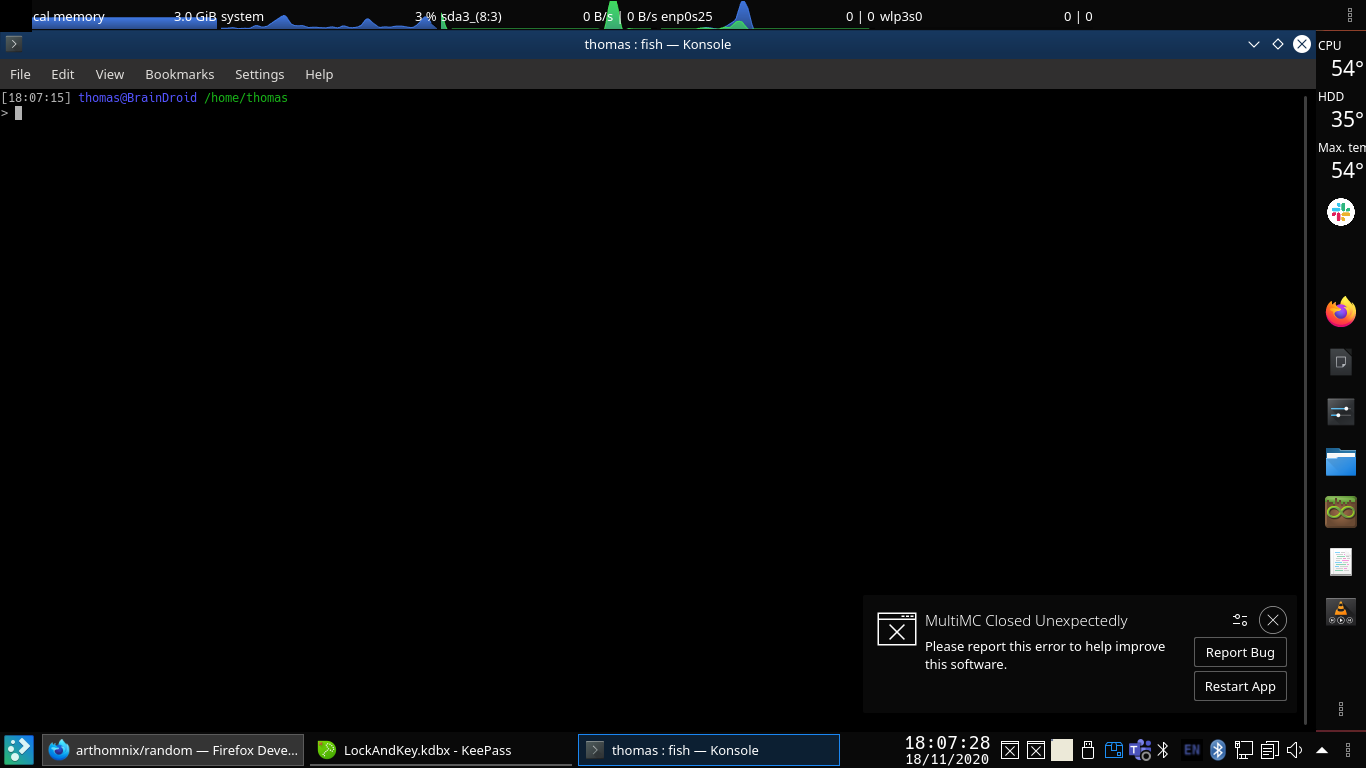 cal memory 3.0 GiB system 3 % sda3_(8:3) 0 B/s | 0 B/s enp0s25 0 | 0 wlp3s0 0 | 0
thomas : fish — Konsole
File Edit View Bookmarks Settings Help
[18:07:15] thomas@BrainDroid /home/thomas
>
CPU
54°
HDD
35°
Max. tem
54°
MultiMC Closed Unexpectedly
Please report this error to help improve
this software.
Report Bug
Restart App
arthomnix/random — Firefox Deve... LockAndKey.kdbx - KeePass thomas : fish — Konsole 18:07:28 EN
18/11/2020